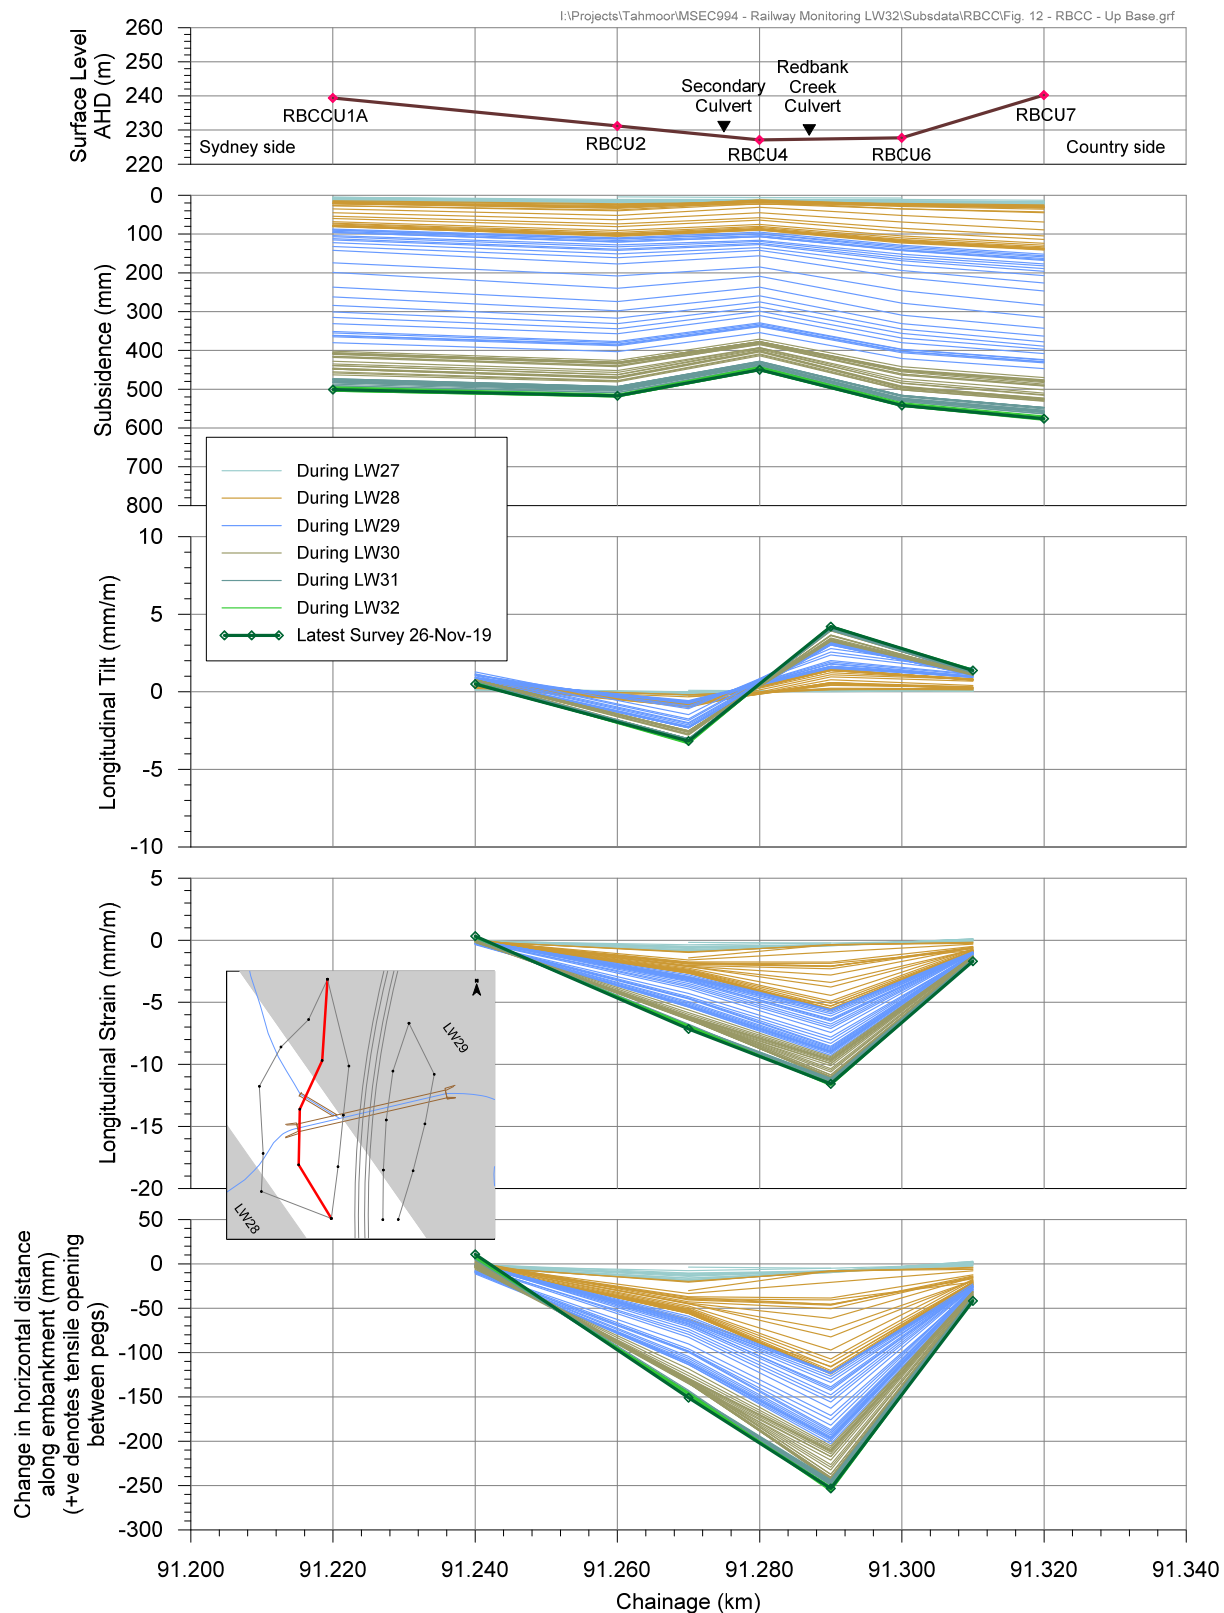 I:\Projects\Tahmoor\MSEC994 - Railway Monitoring LW32\Subsdata\RBCC\Fig. 12 - RBCC - Up Base.grf
Surface Level
AHD (m)
260
250
240
230
220
RBCCU1A
RBCU2
Secondary
Culvert
RBCU4
Redbank
Creek
Culvert
RBCU6
RBCU7
Sydney side
Country side
Subsidence (mm)
0
100
200
300
400
500
600
700
800
During LW27
During LW28
During LW29
During LW30
During LW31
During LW32
Latest Survey 26-Nov-19
Longitudinal Tilt (mm/m)
10
5
0
-5
-10
Longitudinal Strain (mm/m)
5
0
-5
-10
-15
-20
LW29
LW28
Change in horizontal distance
along embankment (mm)
(+ve denotes tensile opening
between pegs)
50
0
-50
-100
-150
-200
-250
-300
91.200
91.220
91.240
91.260
91.280
91.300
91.320
91.340
Chainage (km)